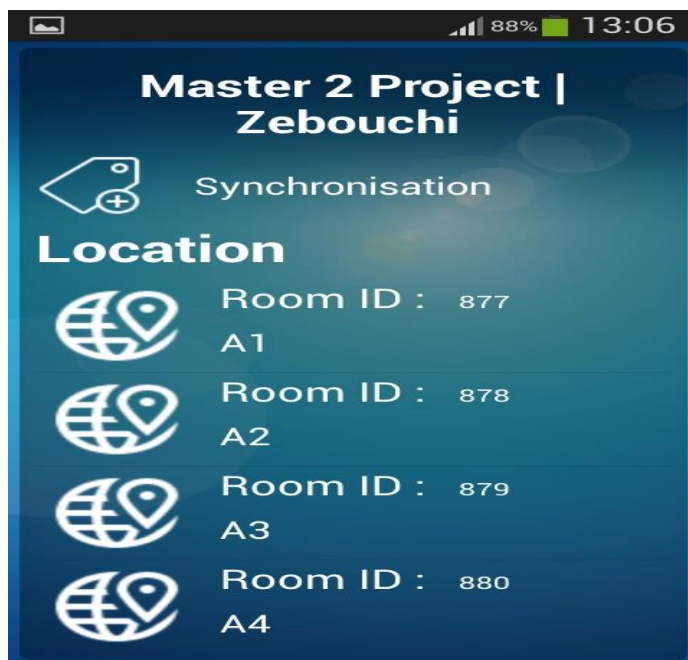 88% 13:06
Master 2 Project |
Zebouchi
Synchronisation
Location
Room ID : 877
A1
Room ID : 878
A2
Room ID : 879
A3
Room ID : 880
A4